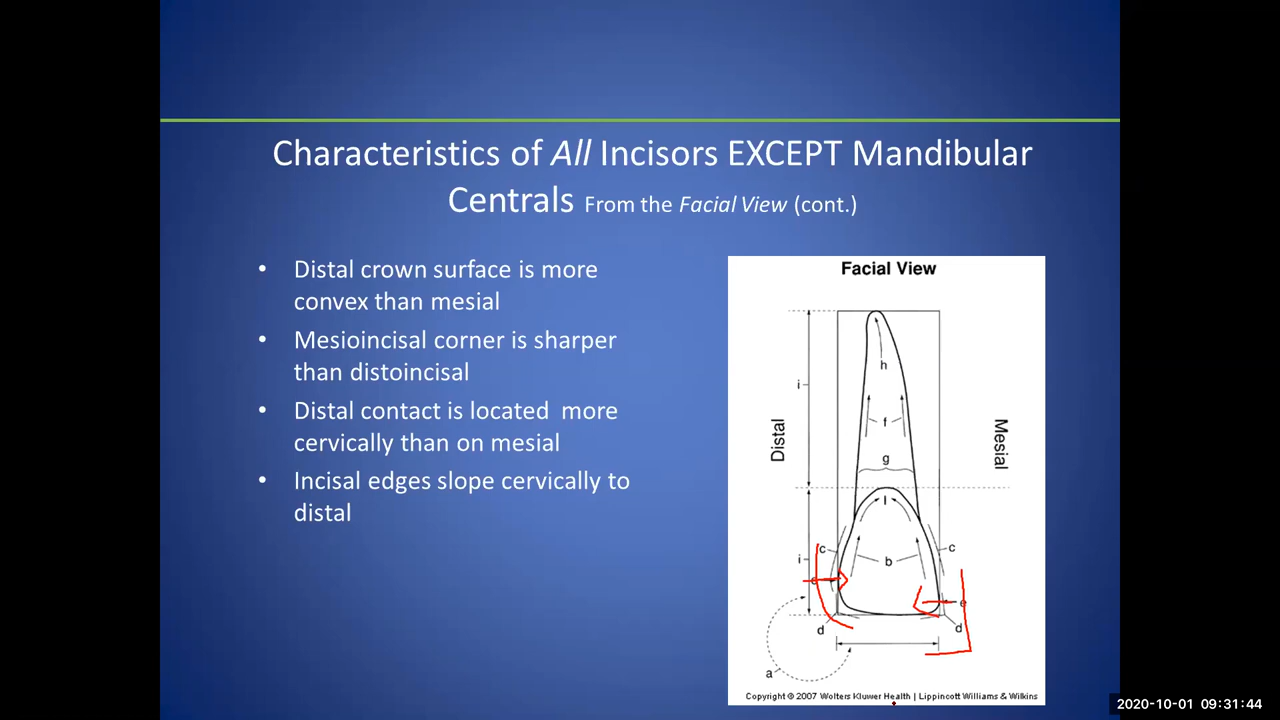 Characteristics of All Incisors EXCEPT Mandibular
Centrals From the Facial View (cont.)
• Distal crown surface is more
convex than mesial
• Mesioincisal corner is sharper
than distoincisal
• Distal contact is located more
cervically than on mesial
• Incisal edges slope cervically to
distal
Facial View
h
i
f
Distal
Mesial
g
l
c
c
i
b
e
e
d
d
a
Copyright © 2007 Wolters Kluwer Health | Lippincott Williams & Wilkins
2020-10-01 09:31:44